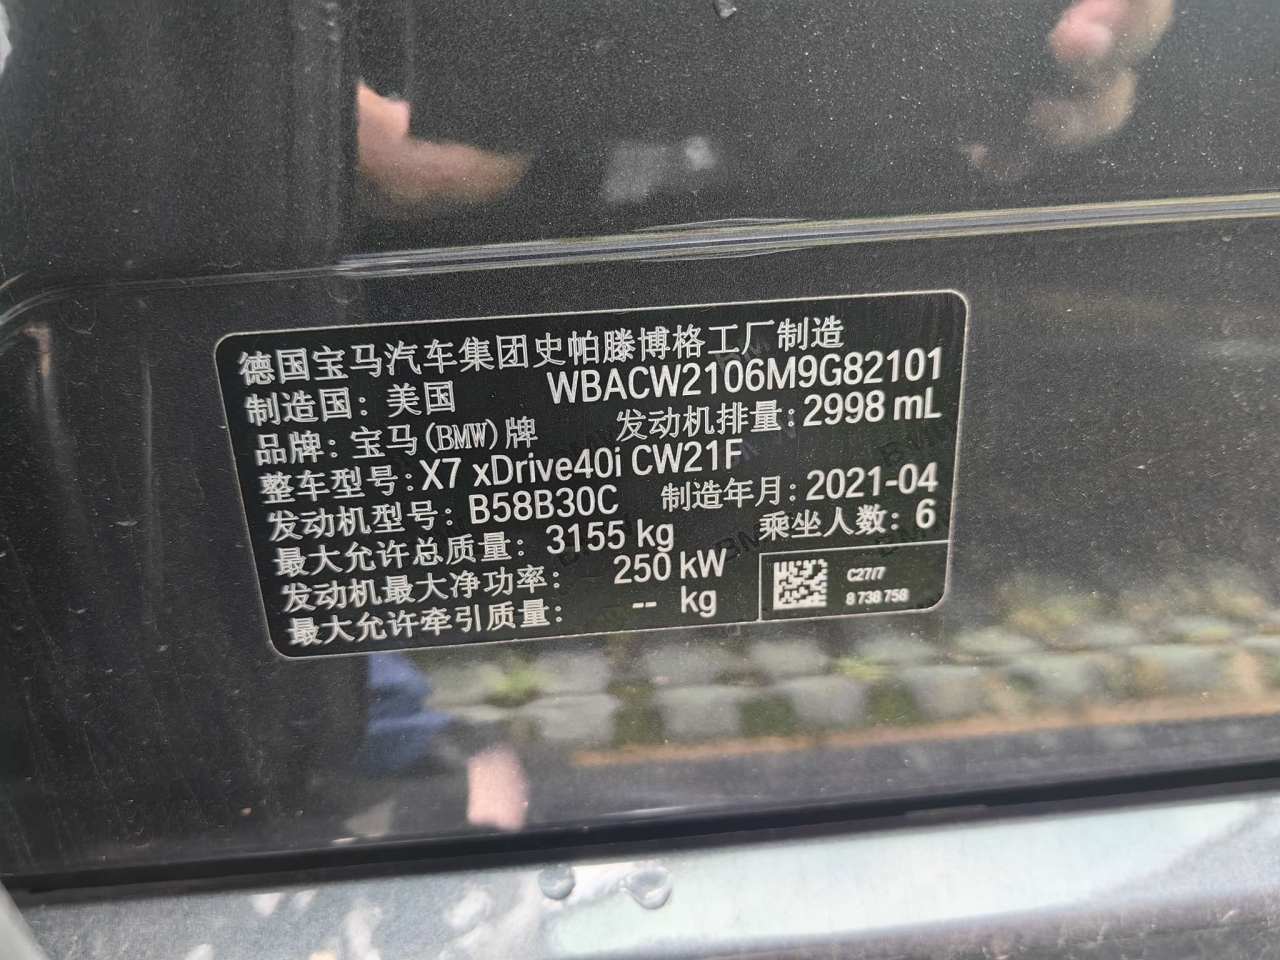 德国宝马汽车集团史帕滕博格工厂制造
制造国：美国 WBACW2106M9G82101
品牌：宝马(BMW)牌 发动机排量：2998 mL
整车型号：X7 xDrive40i CW21F
发动机型号：B58B30C 制造年月：2021-04
最大允许总质量：3155 kg 乘坐人数：6
发动机最大净功率：250 kW
最大允许牵引质量：-- kg
C27/7
8 738 758